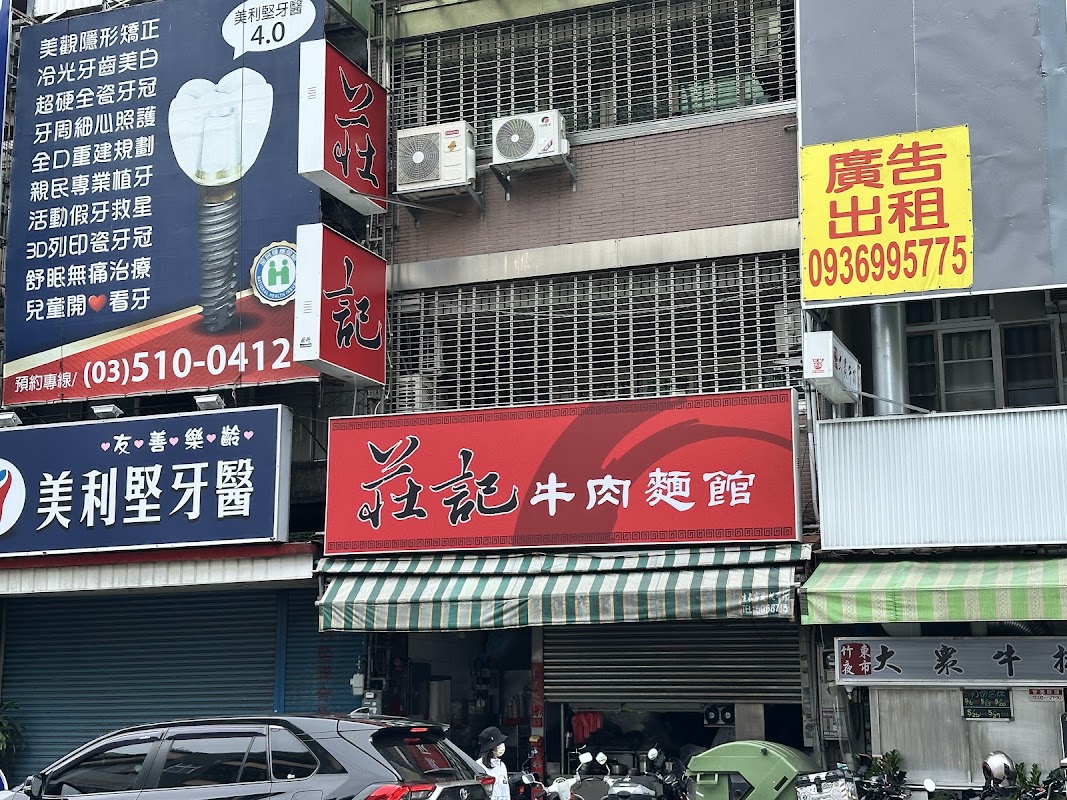 美利堅牙醫
4.0
美觀隱形矯正
冷光牙齒美白
超硬全瓷牙冠
牙周細心照護
全口重建規劃
親民專業植牙
活動假牙救星
3D列印瓷牙冠
舒眠無痛治療
兒童開❤看牙
預約專線/ (03)510-0412
友♥善♥樂♥齡
美利堅牙醫
莊
記
莊記牛肉麵館
廣告
出租
0936995775
竹東
夜市
大眾牛